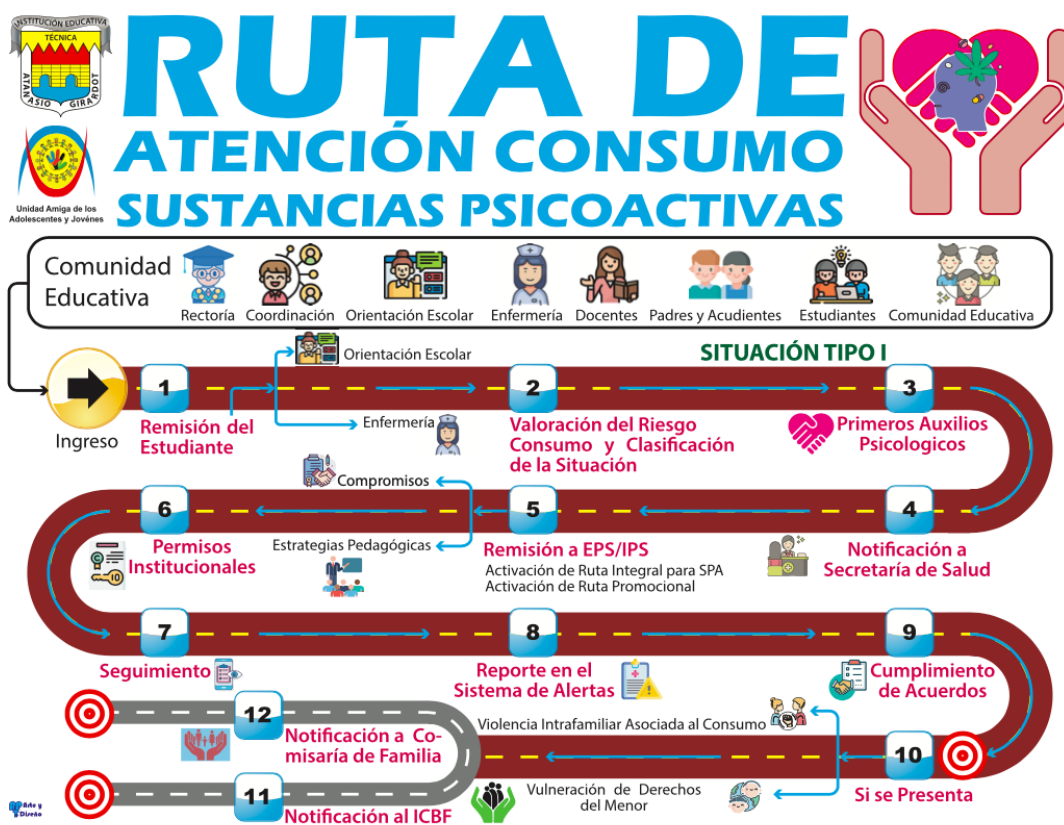 INSTITUCIÓN EDUCATIVA
TÉCNICA
ATANASIO GIRARDOT
Unidad Amiga de los
Adolescentes y Jovénes
RUTA DE
ATENCIÓN CONSUMO
SUSTANCIAS PSICOACTIVAS
Comunidad
Educativa
Rectoría
Coordinación
Orientación Escolar
Enfermería
Docentes
Padres y Acudientes
Estudiantes
Comunidad Educativa
Orientación Escolar
SITUACIÓN TIPO I
Ingreso
1
Remisión del
Estudiante
Enfermería
2
Valoración del Riesgo
Consumo y Clasificación
de la Situación
3
Primeros Auxilios
Psicologicos
4
Notificación a
Secretaría de Salud
5
Remisión a EPS/IPS
Activación de Ruta Integral para SPA
Activación de Ruta Promocional
Compromisos
Estrategias Pedagógicas
6
Permisos
Institucionales
7
Seguimiento
8
Reporte en el
Sistema de Alertas
9
Cumplimiento
de Acuerdos
10
Si se Presenta
Violencia Intrafamiliar Asociada al Consumo
Vulneración de Derechos
del Menor
12
Notificación a Co-
misaría de Familia
11
Notificación al ICBF
Arte y
Diseño